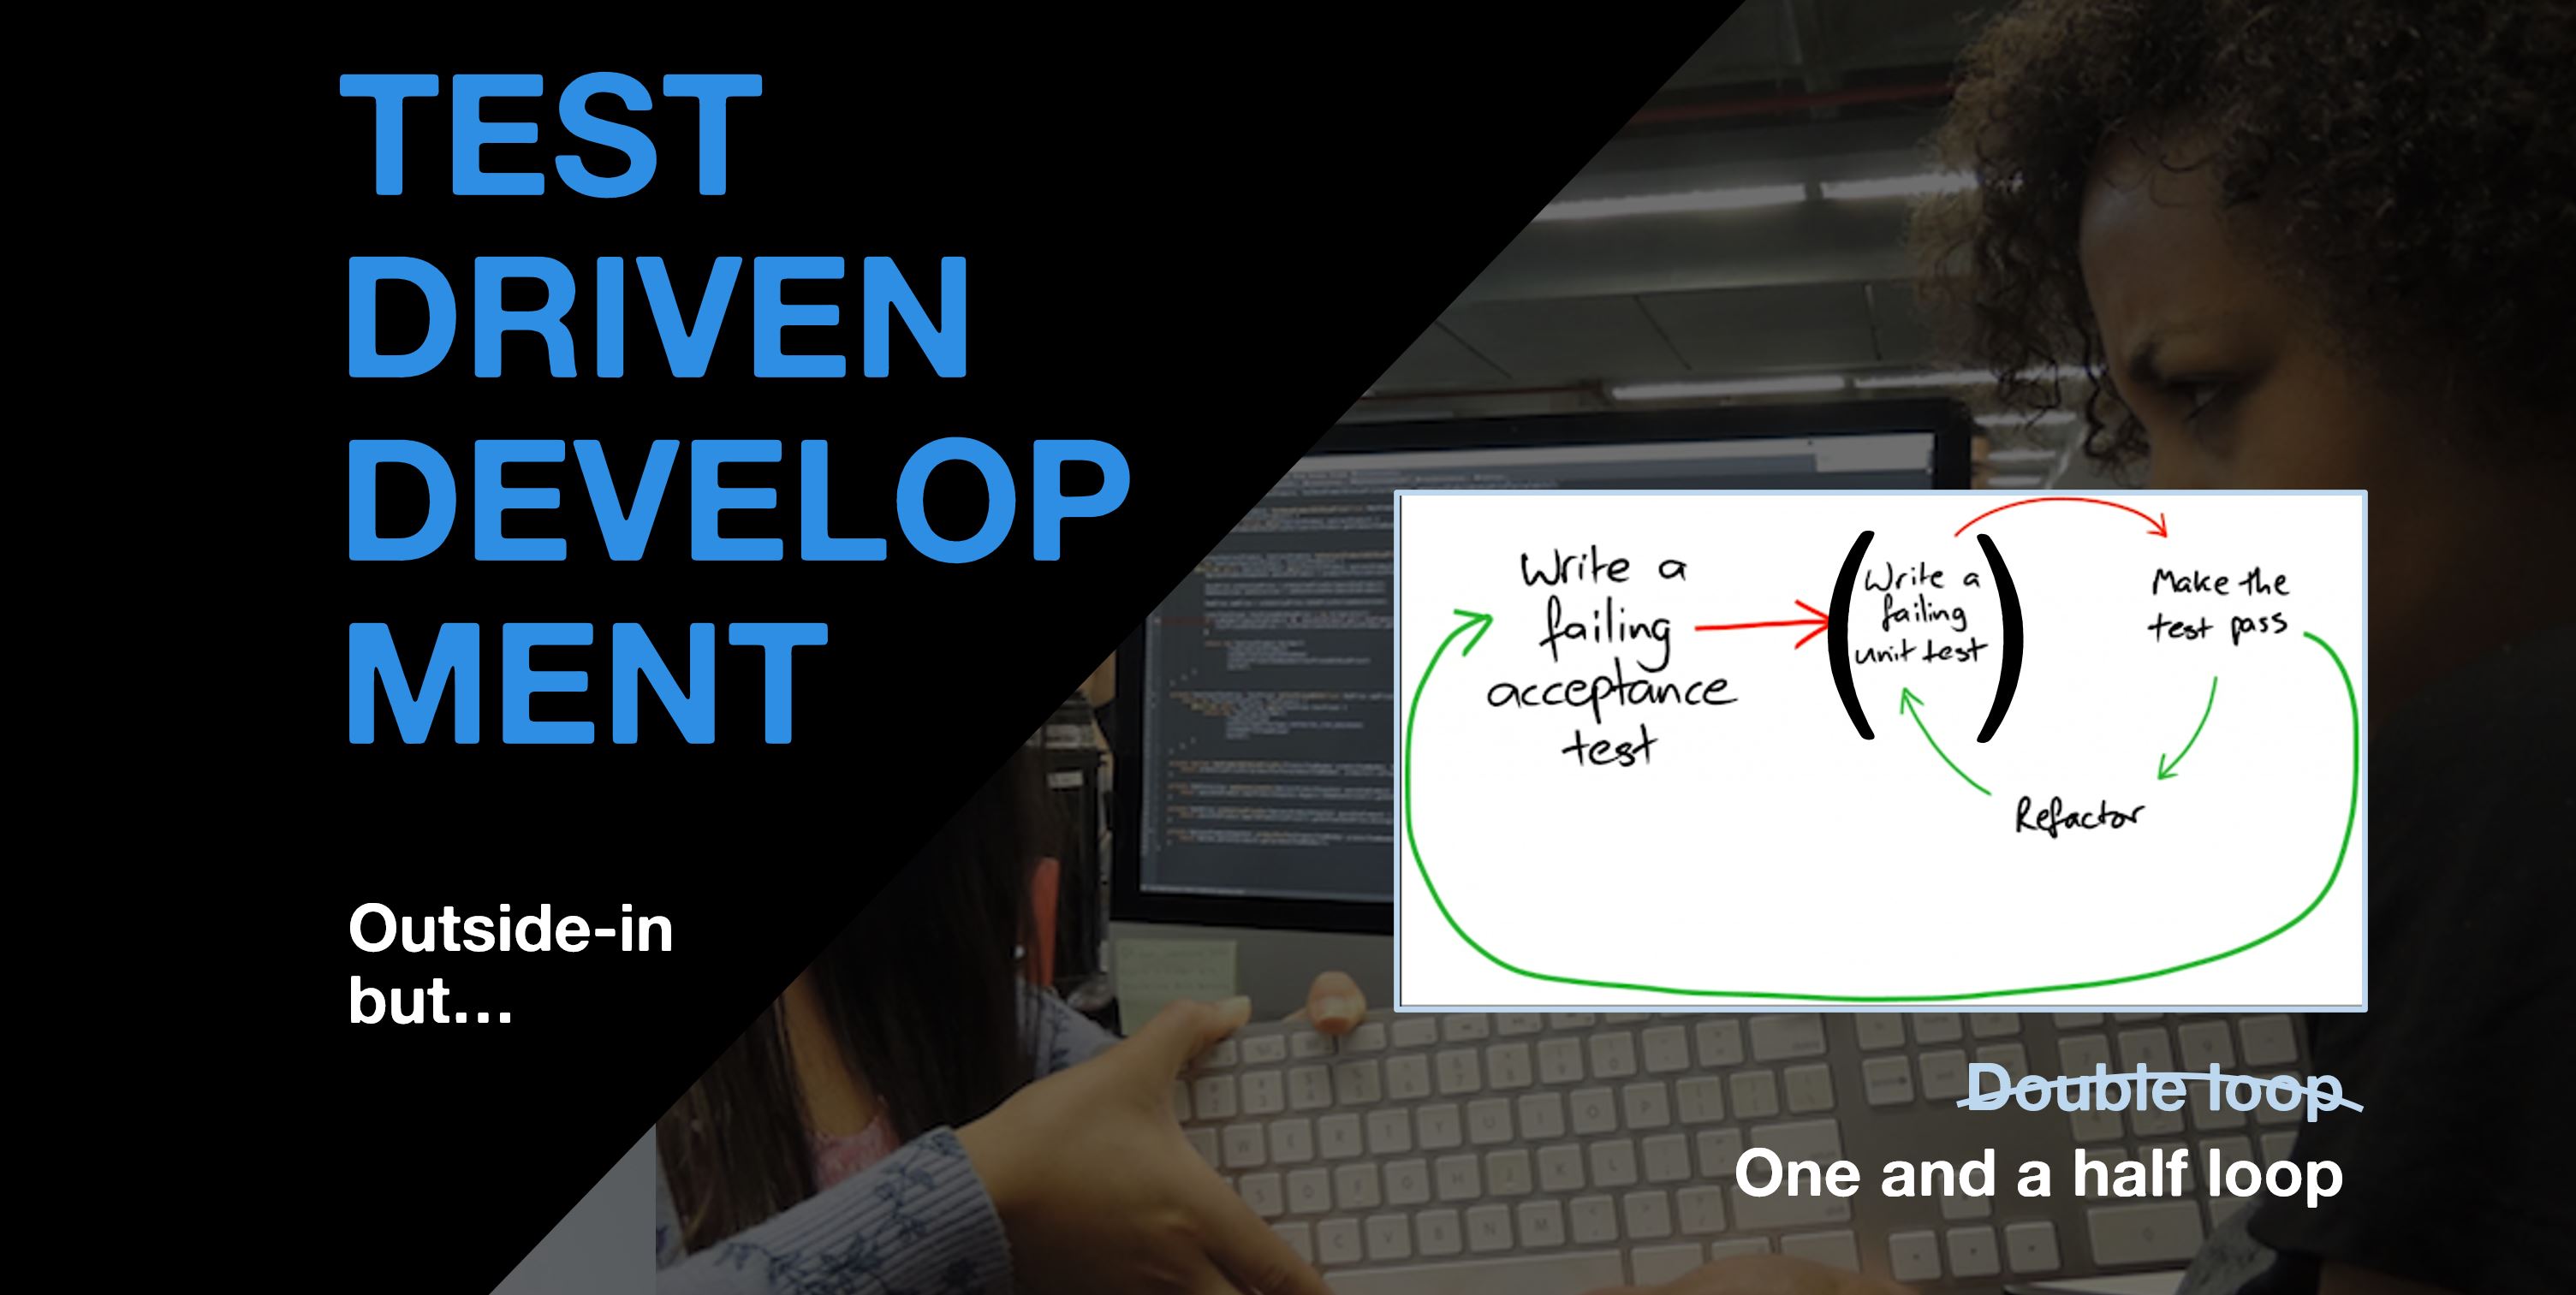 TEST
DRIVEN
DEVELOP
MENT
Outside-in
but...
Write a
failing
acceptance
test
(Write a
failing
unit test)
Make the
test pass
Refactor
Double loop
One and a half loop